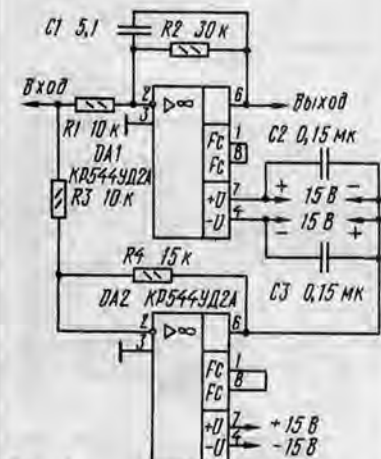 C1 5,1 R2 30 к
Вход
2
6
Выход
▷∞
3
R1 10 к
DA1
КР544УД2А
FC 1
FC 8
C2 0,15 мк
R3 10 к
+U 7
-U 4
+ 15 В -
- 15 В +
R4 15 к
C3 0,15 мк
DA2 КР544УД2А
2
6
▷∞
3
FC 1
FC 8
+U 7 +15 В
-U 4 -15 В